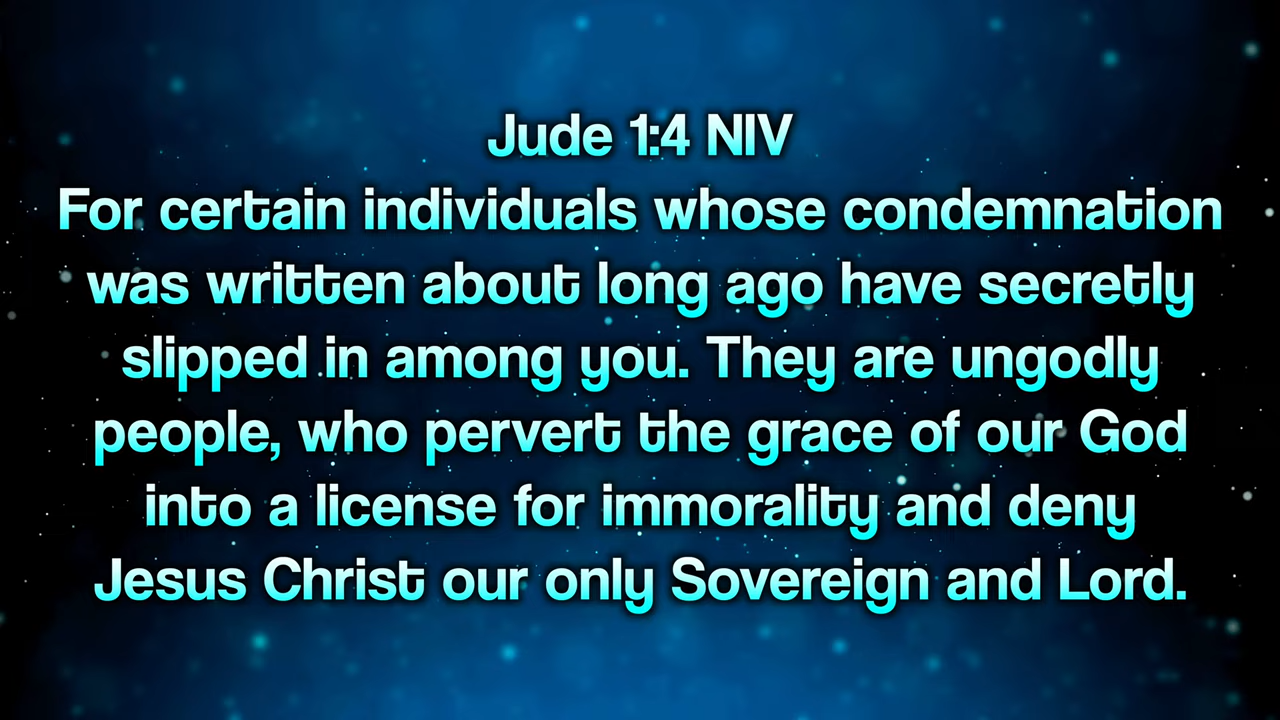 Jude 1:4 NIV
For certain individuals whose condemnation
was written about long ago have secretly
slipped in among you. They are ungodly
people, who pervert the grace of our God
into a license for immorality and deny
Jesus Christ our only Sovereign and Lord.